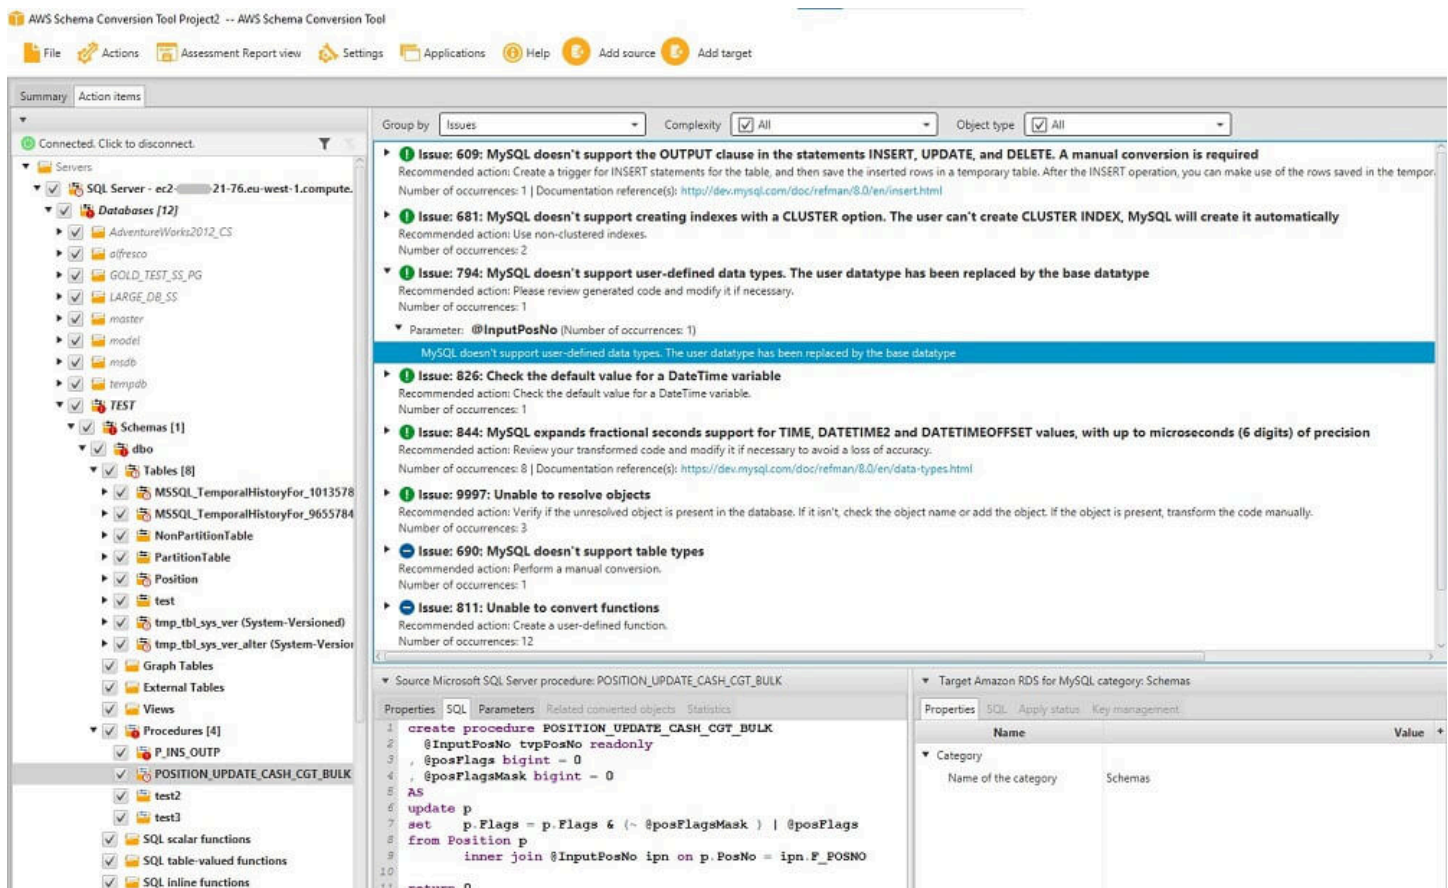 AWS Schema Conversion Tool Project2 -- AWS Schema Conversion Tool
File Actions Assessment Report view Settings Applications Help Add source Add target
Summary Action items
Connected. Click to disconnect.
Servers
SQL Server - ec2- 21-76.eu-west-1.compute.
Databases [12]
AdventureWorks2012_CS
alfresco
GOLD_TEST_SS_PG
LARGE_DB_SS
master
model
msdb
tempdb
TEST
Schemas [1]
dbo
Tables [8]
MSSQL_TemporalHistoryFor_1013578
MSSQL_TemporalHistoryFor_9655784
NonPartitionTable
PartitionTable
Position
test
tmp_tbl_sys_ver (System-Versioned)
tmp_tbl_sys_ver_alter (System-Version
Graph Tables
External Tables
Views
Procedures [4]
P_INS_OUTP
POSITION_UPDATE_CASH_CGT_BULK
test2
test3
SQL scalar functions
SQL table-valued functions
SQL inline functions
Group by Issues Complexity All Object type All
Issue: 609: MySQL doesn't support the OUTPUT clause in the statements INSERT, UPDATE, and DELETE. A manual conversion is required
Recommended action: Create a trigger for INSERT statements for the table, and then save the inserted rows in a temporary table. After the INSERT operation, you can make use of the rows saved in the tempor
Number of occurrences: 1 | Documentation reference(s): http://dev.mysql.com/doc/refman/8.0/en/insert.html
Issue: 681: MySQL doesn't support creating indexes with a CLUSTER option. The user can't create CLUSTER INDEX, MySQL will create it automatically
Recommended action: Use non-clustered indexes.
Number of occurrences: 2
Issue: 794: MySQL doesn't support user-defined data types. The user datatype has been replaced by the base datatype
Recommended action: Please review generated code and modify it if necessary.
Number of occurrences: 1
Parameter: @InputPosNo (Number of occurrences: 1)
MySQL doesn't support user-defined data types. The user datatype has been replaced by the base datatype
Issue: 826: Check the default value for a DateTime variable
Recommended action: Check the default value for a DateTime variable.
Number of occurrences: 1
Issue: 844: MySQL expands fractional seconds support for TIME, DATETIME2 and DATETIMEOFFSET values, with up to microseconds (6 digits) of precision
Recommended action: Review your transformed code and modify it if necessary to avoid a loss of accuracy.
Number of occurrences: 8 | Documentation reference(s): https://dev.mysql.com/doc/refman/8.0/en/data-types.html
Issue: 9997: Unable to resolve objects
Recommended action: Verify if the unresolved object is present in the database. If it isn't, check the object name or add the object. If the object is present, transform the code manually.
Number of occurrences: 3
Issue: 690: MySQL doesn't support table types
Recommended action: Perform a manual conversion.
Number of occurrences: 1
Issue: 811: Unable to convert functions
Recommended action: Create a user-defined function.
Number of occurrences: 12
Source Microsoft SQL Server procedure: POSITION_UPDATE_CASH_CGT_BULK
Properties SQL Parameters Related converted objects Statistics
1 create procedure POSITION_UPDATE_CASH_CGT_BULK
2 @InputPosNo tvpPosNo readonly
3 , @posFlags bigint = 0
4 , @posFlagsMask bigint = 0
5 AS
6 update p
7 set p.Flags = p.Flags & (~ @posFlagsMask ) | @posFlags
8 from Position p
9 inner join @InputPosNo ipn on p.PosNo = ipn.F_POSNO
10
11 return 0
Target Amazon RDS for MySQL category: Schemas
Properties SQL Apply status Key management
Name Value +
Category
Name of the category Schemas